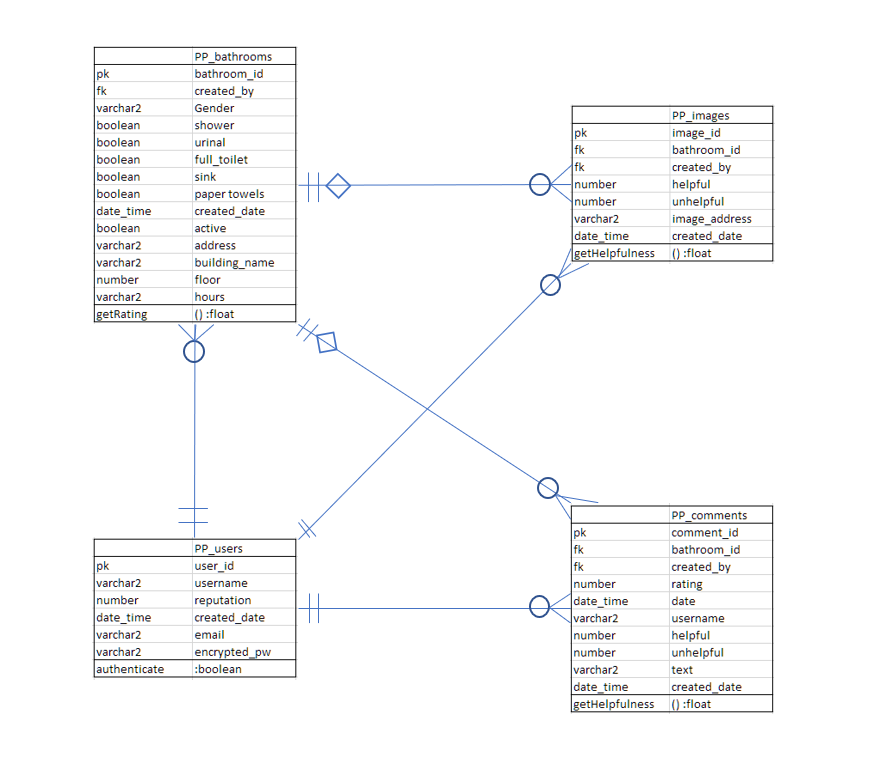 PP_bathrooms
pk bathroom_id
fk created_by
varchar2 Gender
boolean shower
boolean urinal
boolean full_toilet
boolean sink
boolean paper towels
date_time created_date
boolean active
varchar2 address
varchar2 building_name
number floor
varchar2 hours
getRating () :float
PP_images
pk image_id
fk bathroom_id
fk created_by
number helpful
number unhelpful
varchar2 image_address
date_time created_date
getHelpfulness () :float
PP_users
pk user_id
varchar2 username
number reputation
date_time created_date
varchar2 email
varchar2 encrypted_pw
authenticate :boolean
PP_comments
pk comment_id
fk bathroom_id
fk created_by
number rating
date_time date
varchar2 username
number helpful
number unhelpful
varchar2 text
date_time created_date
getHelpfulness () :float